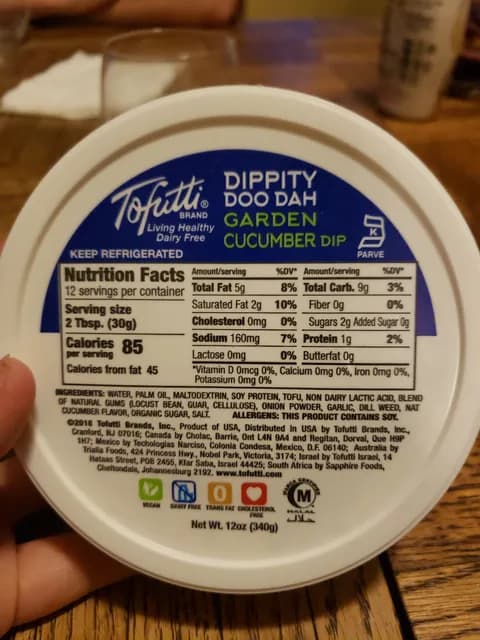 Tofutti®
BRAND
Living Healthy
Dairy Free
DIPPITY
DOO DAH
GARDEN
CUCUMBER DIP
K
PARVE
KEEP REFRIGERATED
Nutrition Facts
12 servings per container
Serving size
2 Tbsp. (30g)
Calories 85
per serving
Calories from fat 45
Amount/serving %DV* Amount/serving %DV*
Total Fat 5g 8% Total Carb. 9g 3%
Saturated Fat 2g 10% Fiber 0g 0%
Cholesterol 0mg 0% Sugars 2g Added Sugar 0g
Sodium 160mg 7% Protein 1g 2%
Lactose 0mg 0% Butterfat 0g
*Vitamin D 0mcg 0%, Calcium 0mg 0%, Iron 0mg 0%,
Potassium 0mg 0%
INGREDIENTS: WATER, PALM OIL, MALTODEXTRIN, SOY PROTEIN, TOFU, NON DAIRY LACTIC ACID, BLEND
OF NATURAL GUMS (LOCUST BEAN, GUAR, CELLULOSE), ONION POWDER, GARLIC, DILL WEED, NAT
CUCUMBER FLAVOR, ORGANIC SUGAR, SALT. ALLERGENS: THIS PRODUCT CONTAINS SOY.
©2016 Tofutti Brands, Inc., Product of USA, Distributed in USA by Tofutti Brands, Inc.,
Cranford, NJ 07016; Canada by Cholac, Barrie, Ont L4N 9A4 and Regitan, Dorval, Que H9P
1H7; Mexico by Techologias Narciso, Colonia Condesa, Mexico, D.F. 06140; Australia by
Trialia Foods, 424 Princess Hwy., Nobel Park, Victoria, 3174; Israel by Tofutti Israel, 14
Hataas Street, POB 2455, Kfar Saba, Israel 44425; South Africa by Sapphire Foods,
Cheltondale, Johannesburg 2192. www.tofutti.com
VEGAN DAIRY FREE 0 TRANS FAT CHOLESTEROL FREE
M
HALAL
Net Wt. 12oz (340g)